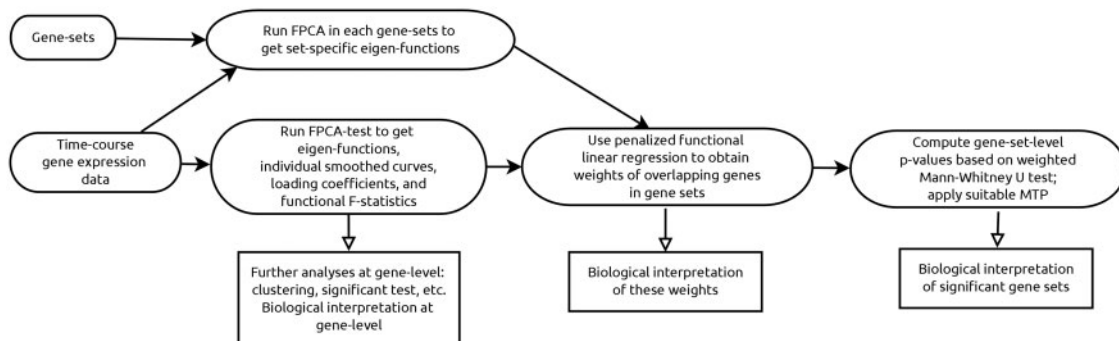 Gene-sets
Run FPCA in each gene-sets to
get set-specific eigen-functions
Time-course
gene expression
data
Run FPCA-test to get
eigen-functions,
individual smoothed curves,
loading coefficients, and
functional F-statistics
Use penalized functional
linear regression to obtain
weights of overlapping genes
in gene sets
Compute gene-set-level
p-values based on weighted
Mann-Whitney U test;
apply suitable MTP
Further analyses at gene-level:
clustering, significant test, etc.
Biological interpretation at
gene-level
Biological interpretation
of these weights
Biological interpretation
of significant gene sets